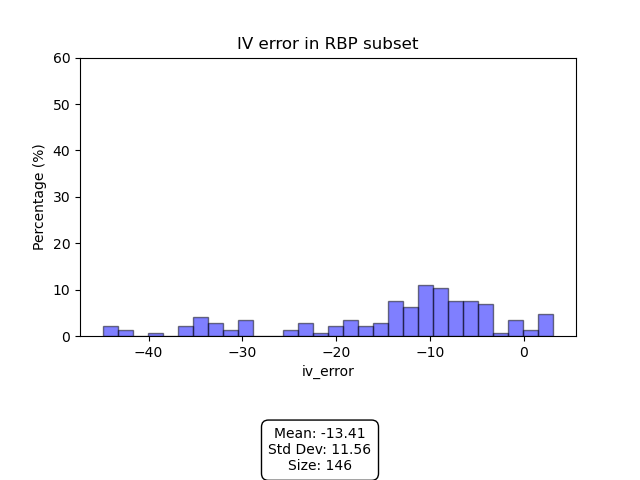 IV error in RBP subset
60
50
40
30
20
10
0
Percentage (%)
−40
−30
−20
−10
0
iv_error
Mean: -13.41
Std Dev: 11.56
Size: 146